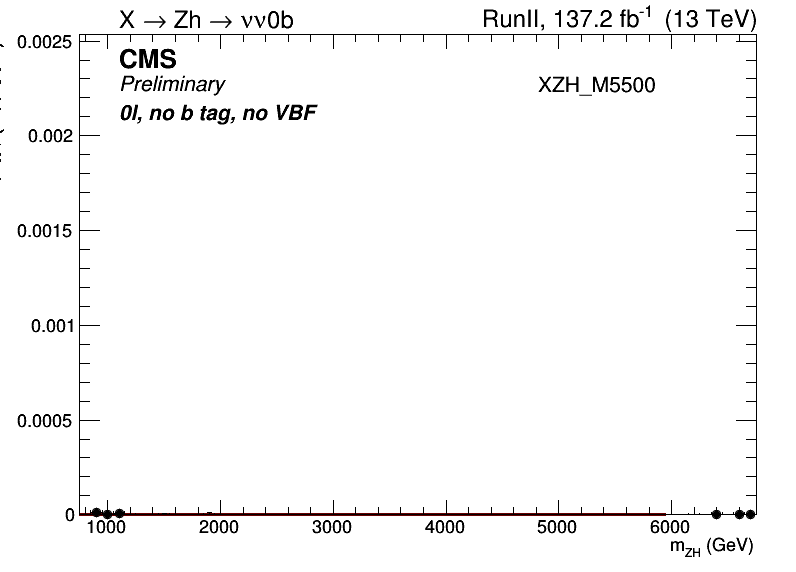 X → Zh → νν0b
RunII, 137.2 fb⁻¹ (13 TeV)
CMS
Preliminary
XZH_M5500
0l, no b tag, no VBF
0.0025
0.002
0.0015
0.001
0.0005
0
1000 2000 3000 4000 5000 6000
m_ZH (GeV)